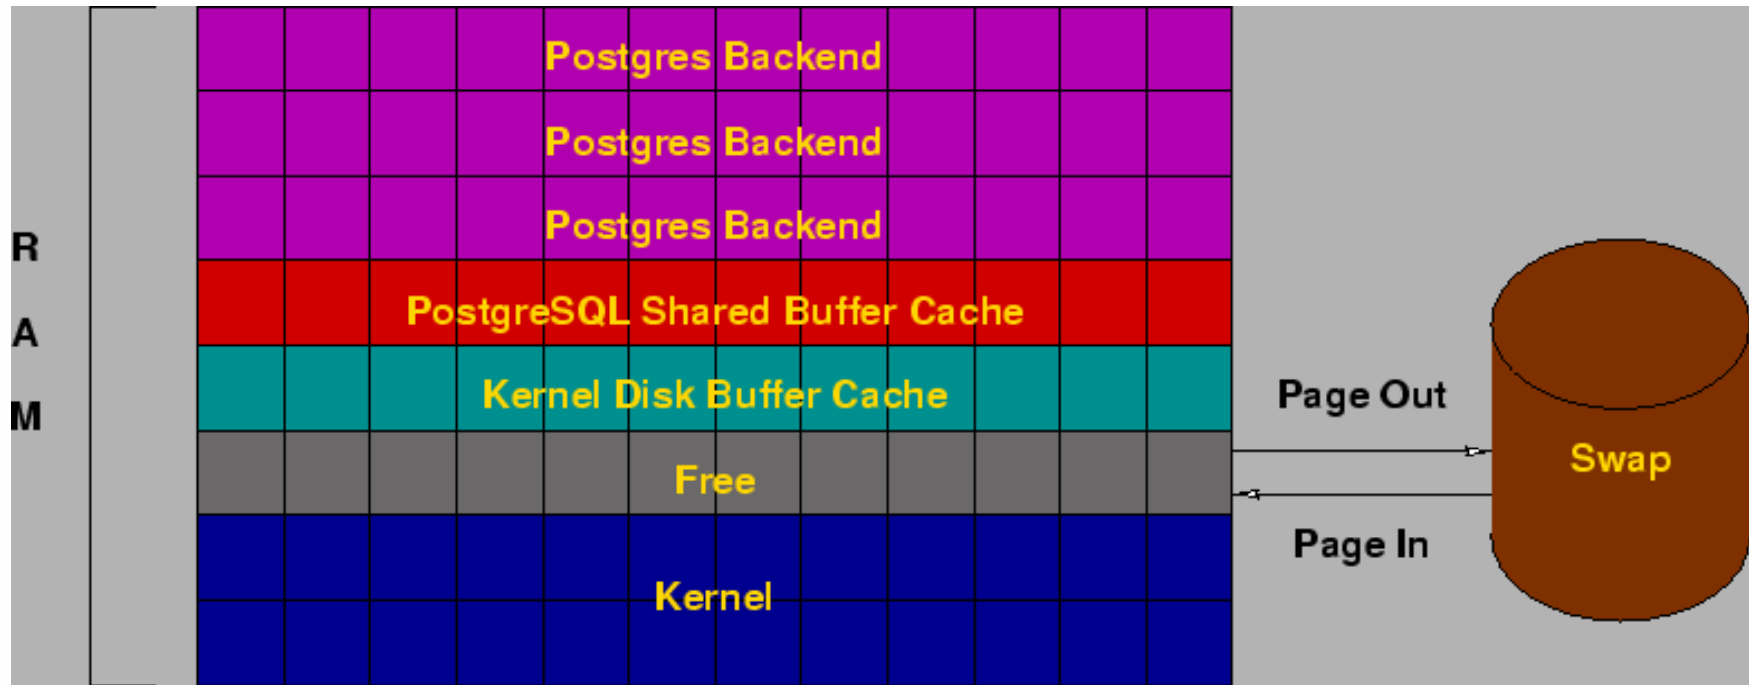 Postgres Backend
Postgres Backend
Postgres Backend
R
A
M
PostgreSQL Shared Buffer Cache
Kernel Disk Buffer Cache
Free
Kernel
Page Out
Page In
Swap